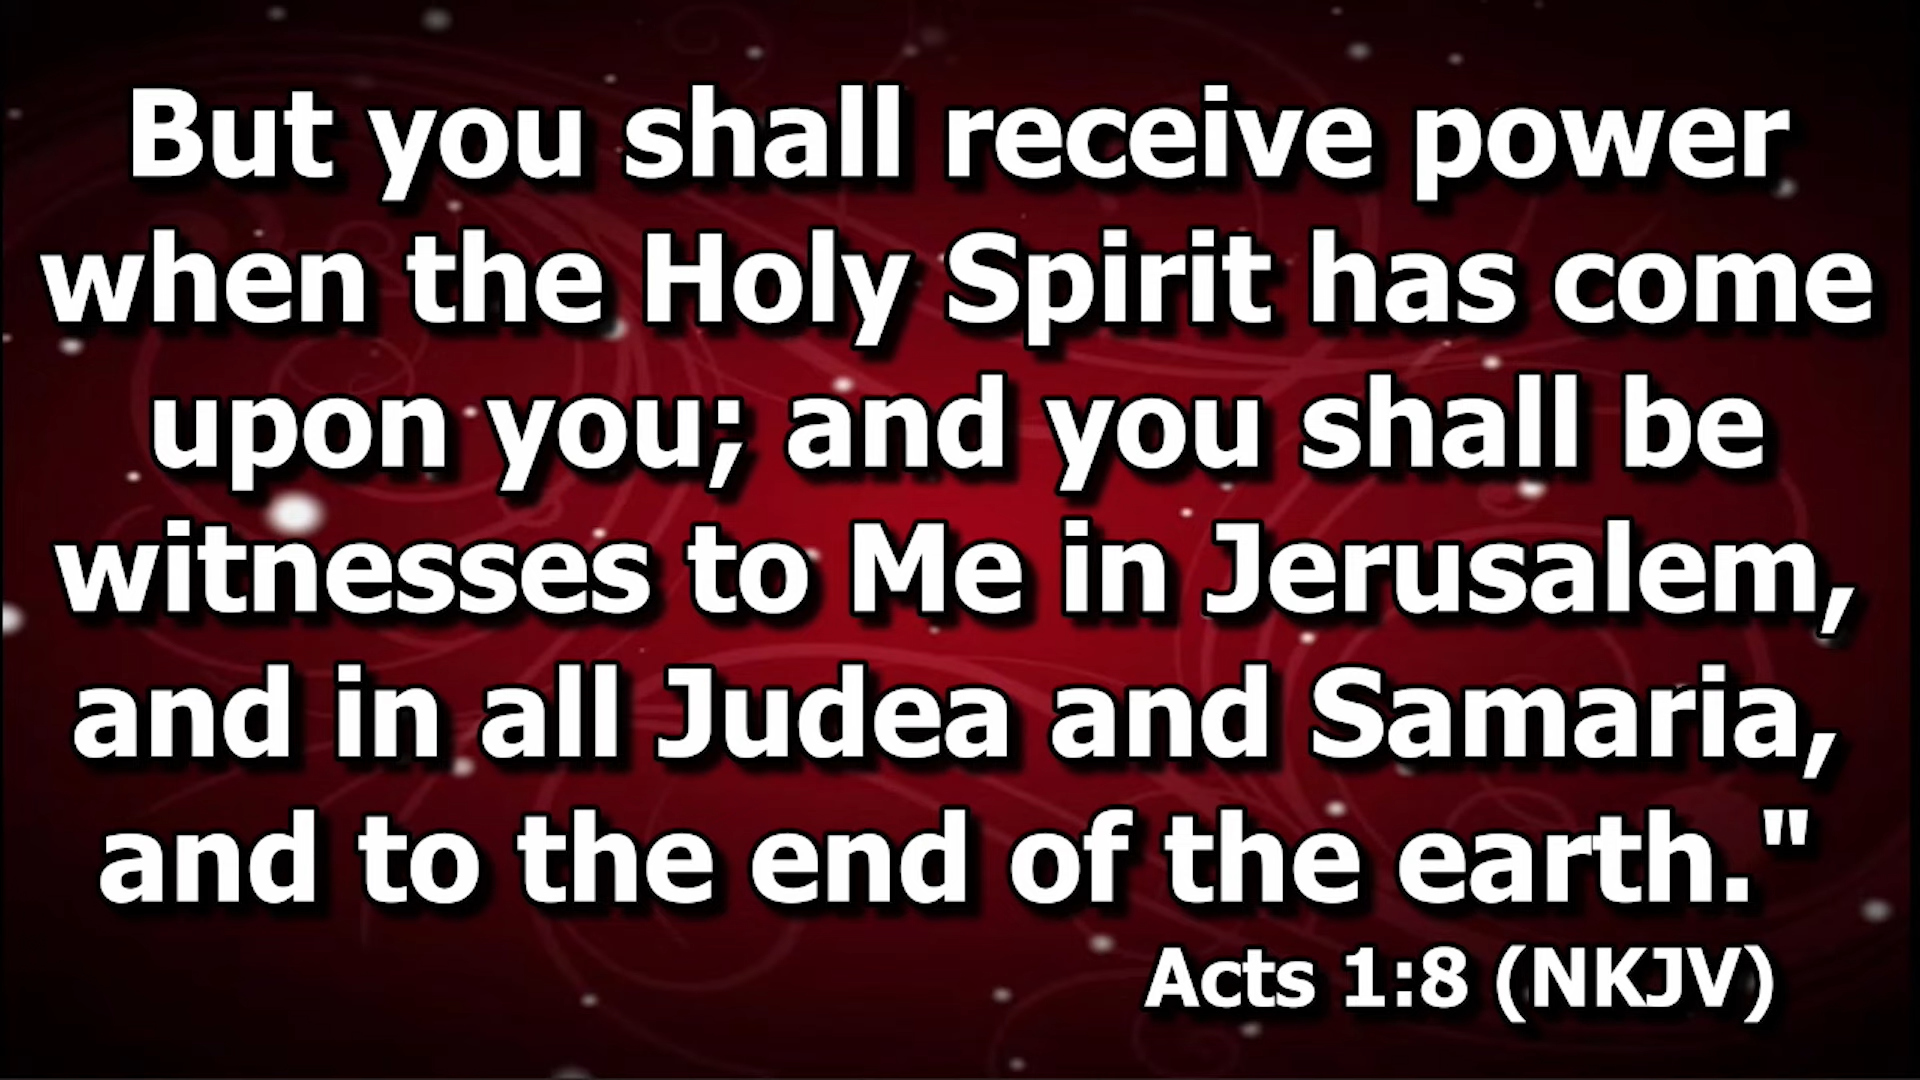 But you shall receive power
when the Holy Spirit has come
upon you; and you shall be
witnesses to Me in Jerusalem,
and in all Judea and Samaria,
and to the end of the earth."
Acts 1:8 (NKJV)